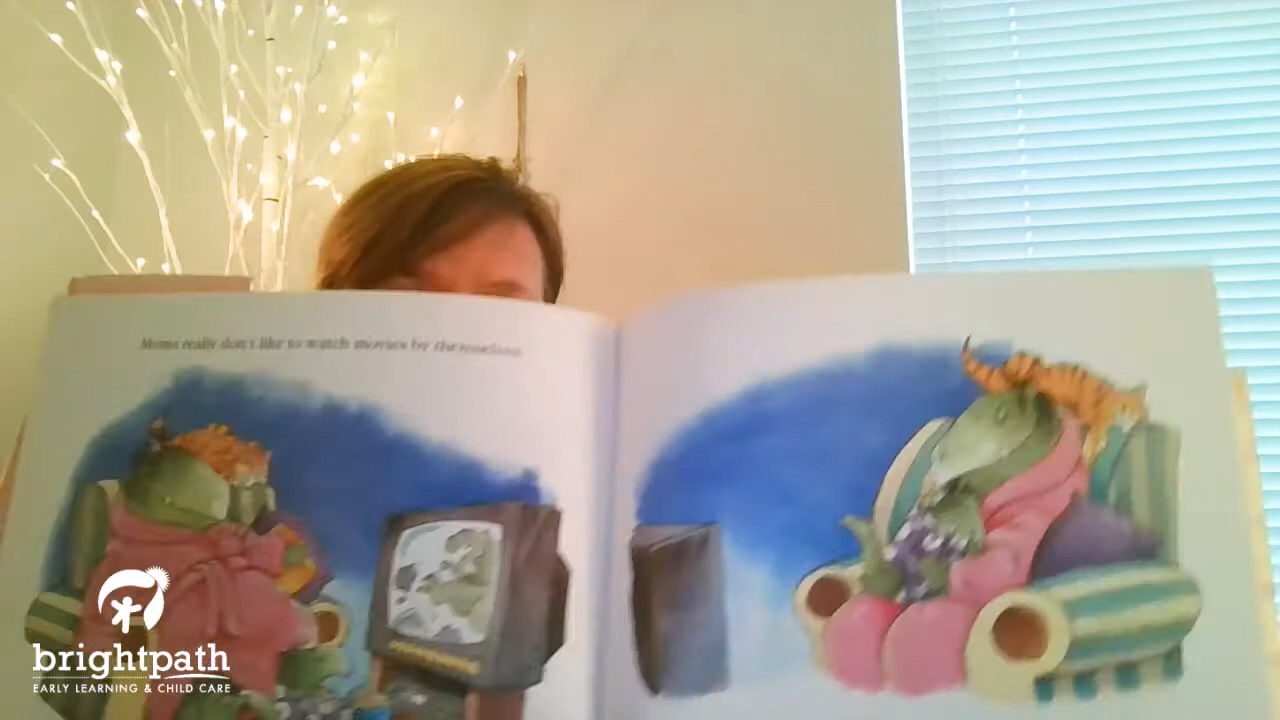 Moms really don't like to watch movies by themselves.
brightpath
EARLY LEARNING & CHILD CARE